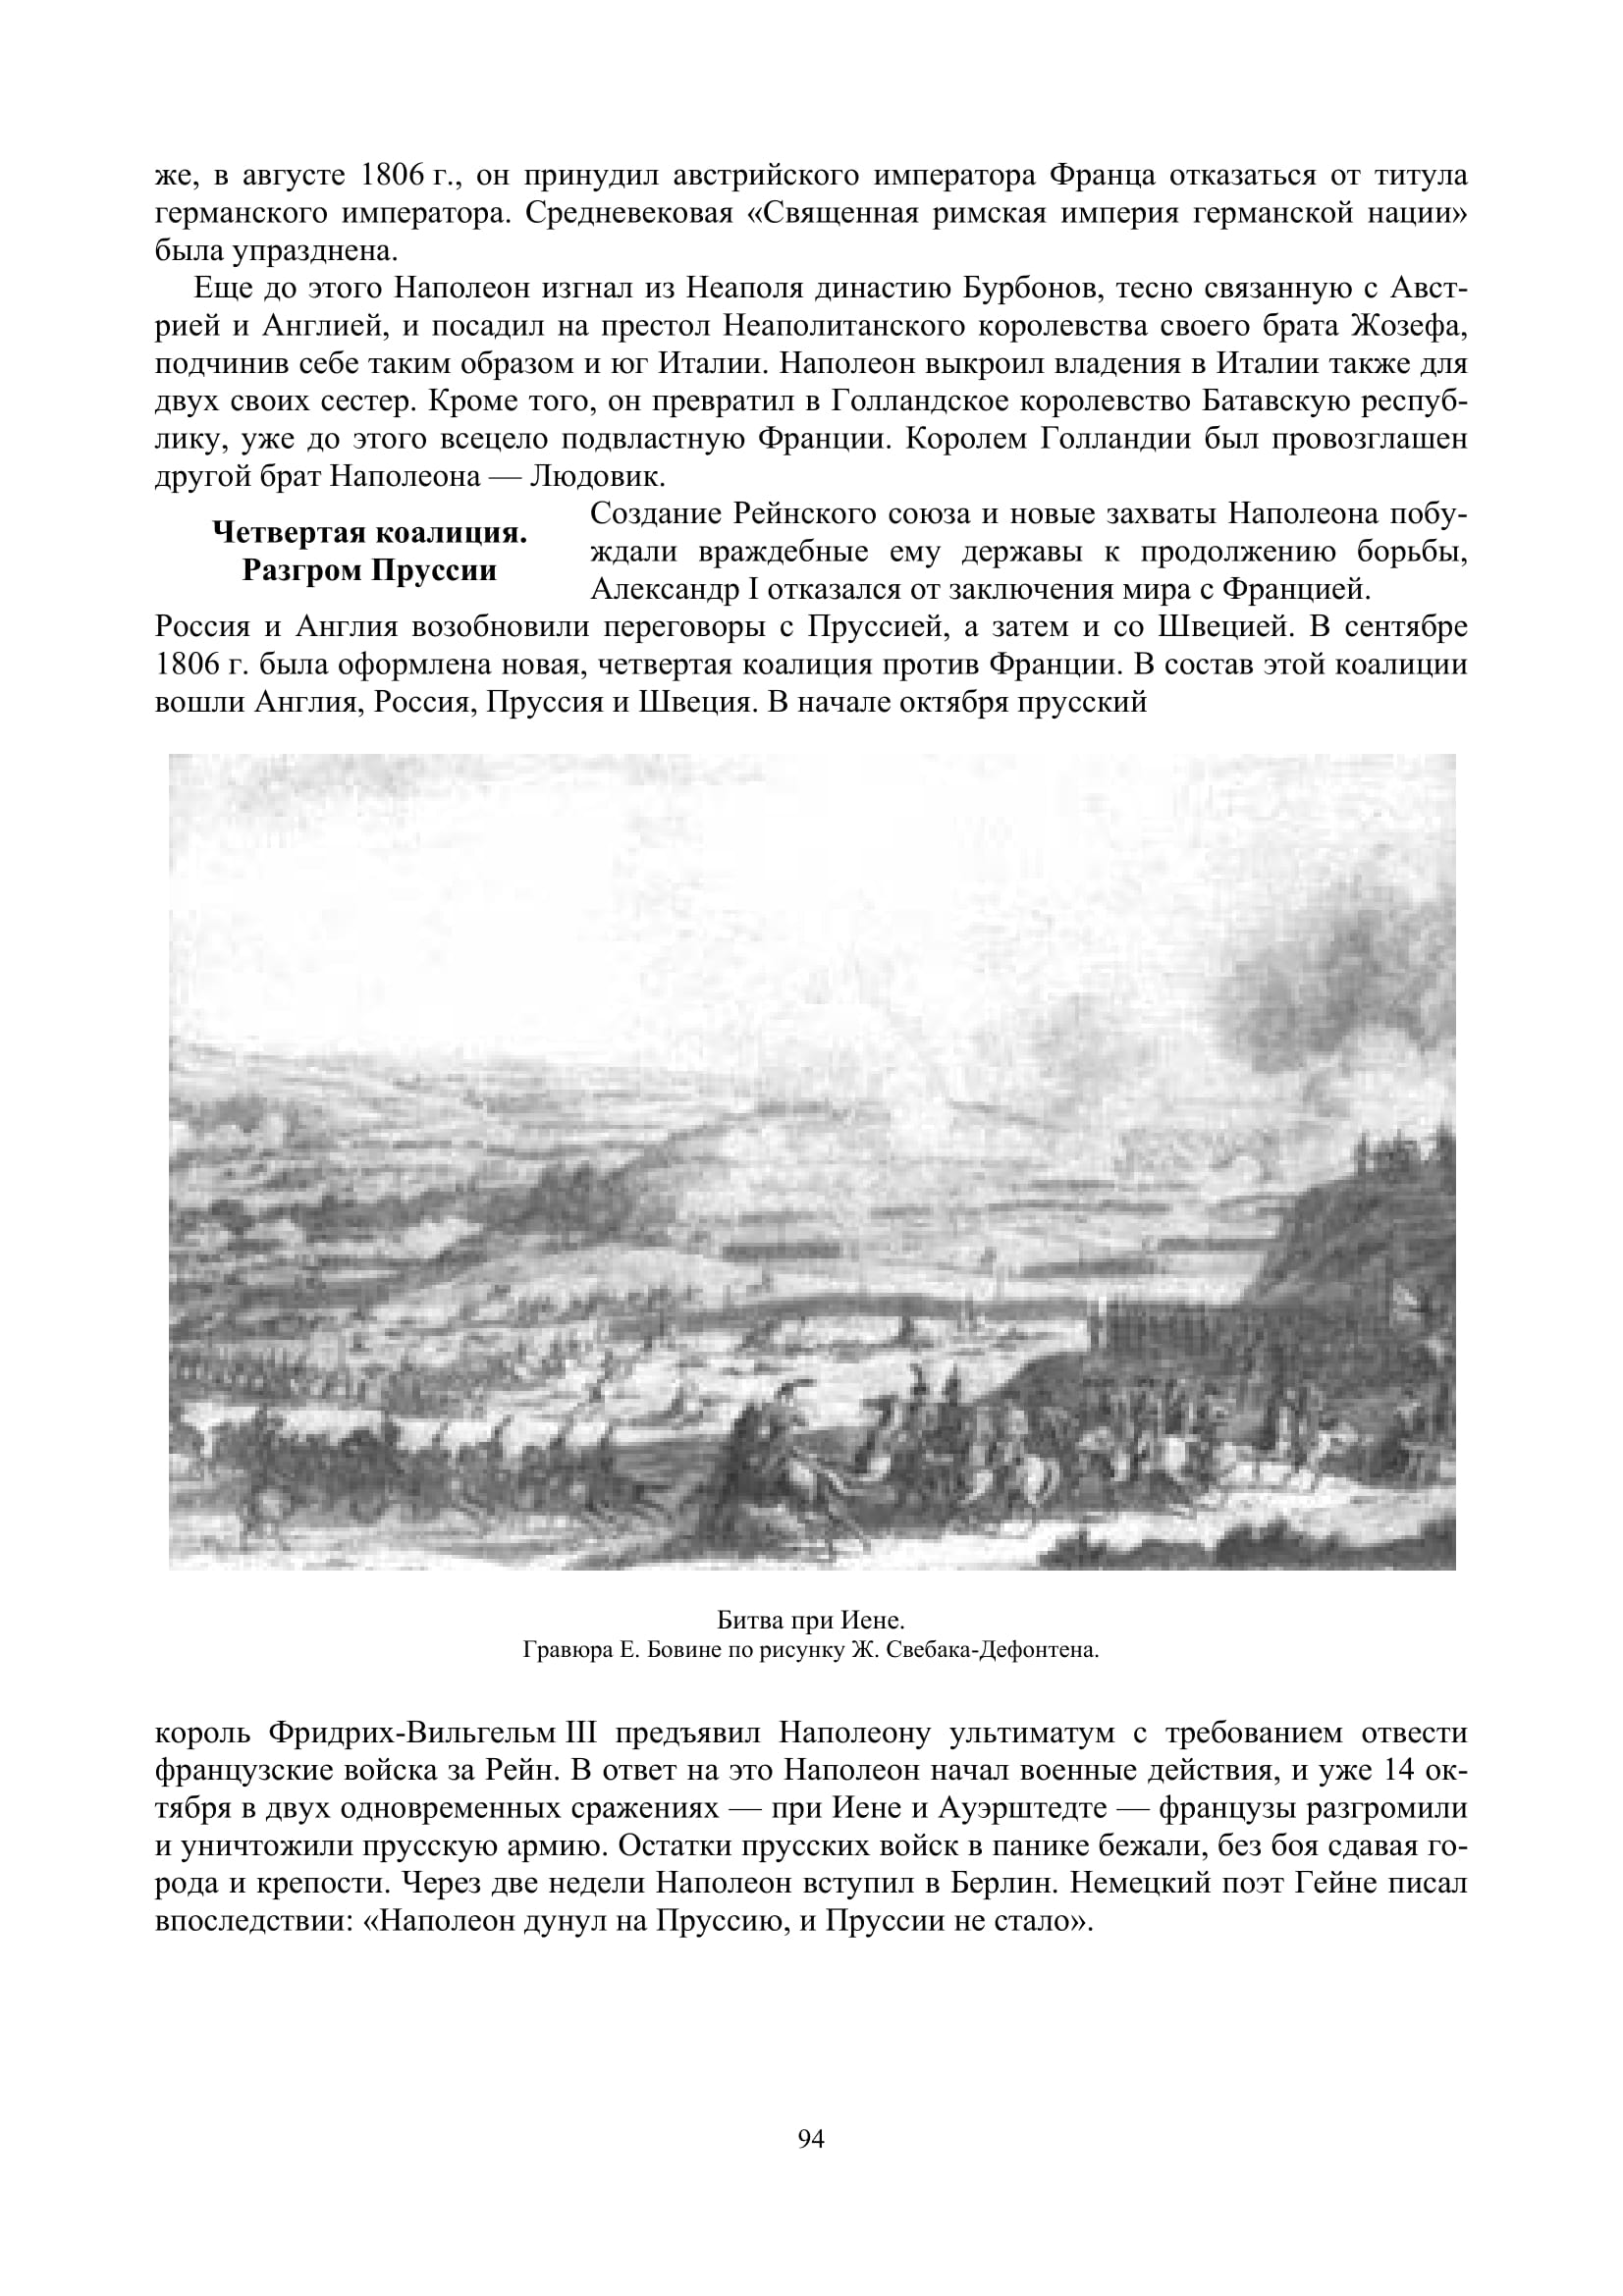 же, в августе 1806 г., он принудил австрийского императора Франца отказаться от титула
германского императора. Средневековая «Священная римская империя германской нации»
была упразднена.
Еще до этого Наполеон изгнал из Неаполя династию Бурбонов, тесно связанную с Авст-
рией и Англией, и посадил на престол Неаполитанского королевства своего брата Жозефа,
подчинив себе таким образом и юг Италии. Наполеон выкроил владения в Италии также для
двух своих сестер. Кроме того, он превратил в Голландское королевство Батавскую респуб-
лику, уже до этого всецело подвластную Франции. Королем Голландии был провозглашен
другой брат Наполеона — Людовик.
Четвертая коалиция.
Разгром Пруссии
Создание Рейнского союза и новые захваты Наполеона побу-
ждали враждебные ему державы к продолжению борьбы,
Александр I отказался от заключения мира с Францией.
Россия и Англия возобновили переговоры с Пруссией, а затем и со Швецией. В сентябре
1806 г. была оформлена новая, четвертая коалиция против Франции. В состав этой коалиции
вошли Англия, Россия, Пруссия и Швеция. В начале октября прусский
Битва при Иене.
Гравюра Е. Бовине по рисунку Ж. Свебака-Дефонтена.
король Фридрих-Вильгельм III предъявил Наполеону ультиматум с требованием отвести
французские войска за Рейн. В ответ на это Наполеон начал военные действия, и уже 14 ок-
тября в двух одновременных сражениях — при Иене и Ауэрштедте — французы разгромили
и уничтожили прусскую армию. Остатки прусских войск в панике бежали, без боя сдавая го-
рода и крепости. Через две недели Наполеон вступил в Берлин. Немецкий поэт Гейне писал
впоследствии: «Наполеон дунул на Пруссию, и Пруссии не стало».
94